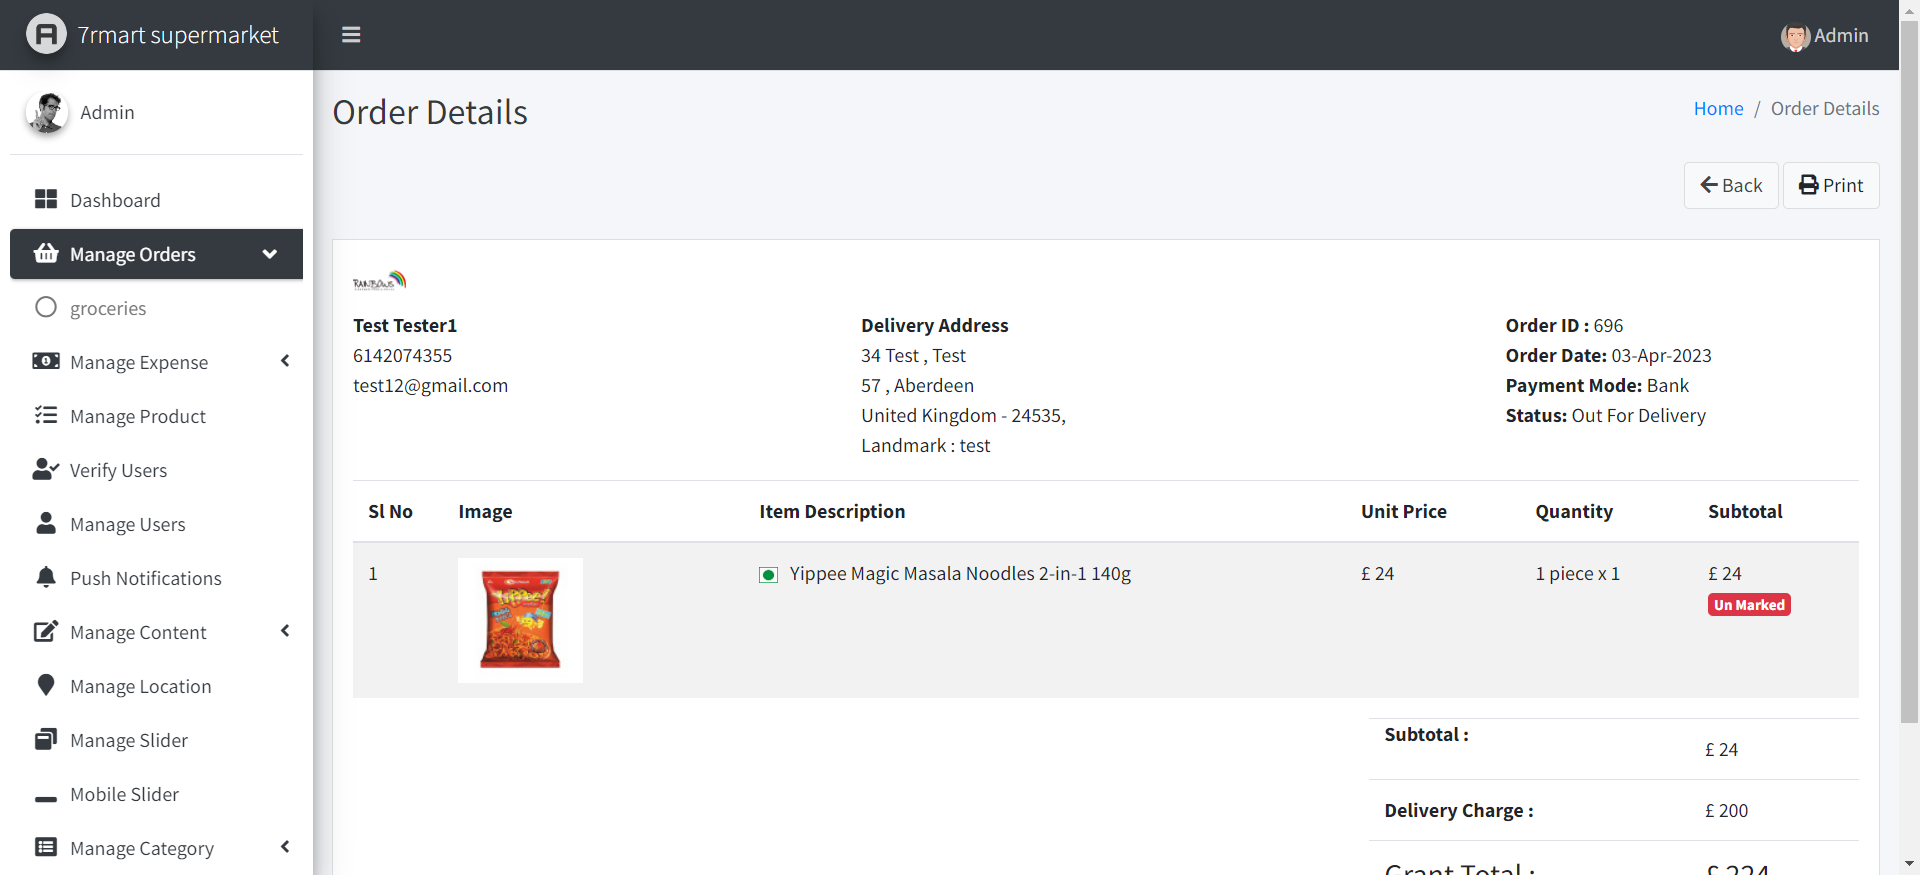 7rmart supermarket
Admin
Admin
Dashboard
Manage Orders
groceries
Manage Expense
Manage Product
Verify Users
Manage Users
Push Notifications
Manage Content
Manage Location
Manage Slider
Mobile Slider
Manage Category
Order Details
Home / Order Details
Back
Print
RAINBOWS
Test Tester1
6142074355
test12@gmail.com
Delivery Address
34 Test , Test
57 , Aberdeen
United Kingdom - 24535,
Landmark : test
Order ID : 696
Order Date: 03-Apr-2023
Payment Mode: Bank
Status: Out For Delivery
Sl No Image Item Description Unit Price Quantity Subtotal
1 Yippee! Yippee Magic Masala Noodles 2-in-1 140g £ 24 1 piece x 1 £ 24
Un Marked
Subtotal : £ 24
Delivery Charge : £ 200
Grant Total : £ 224